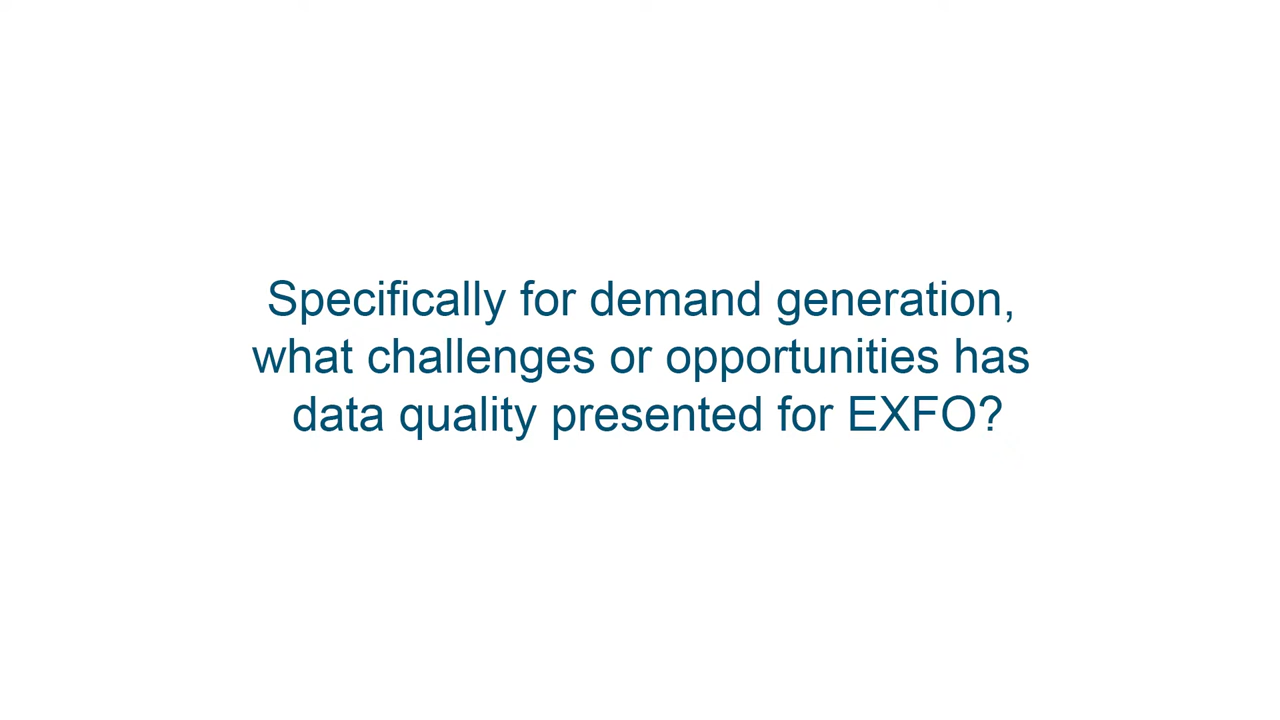 Specifically for demand generation,
what challenges or opportunities has
data quality presented for EXFO?